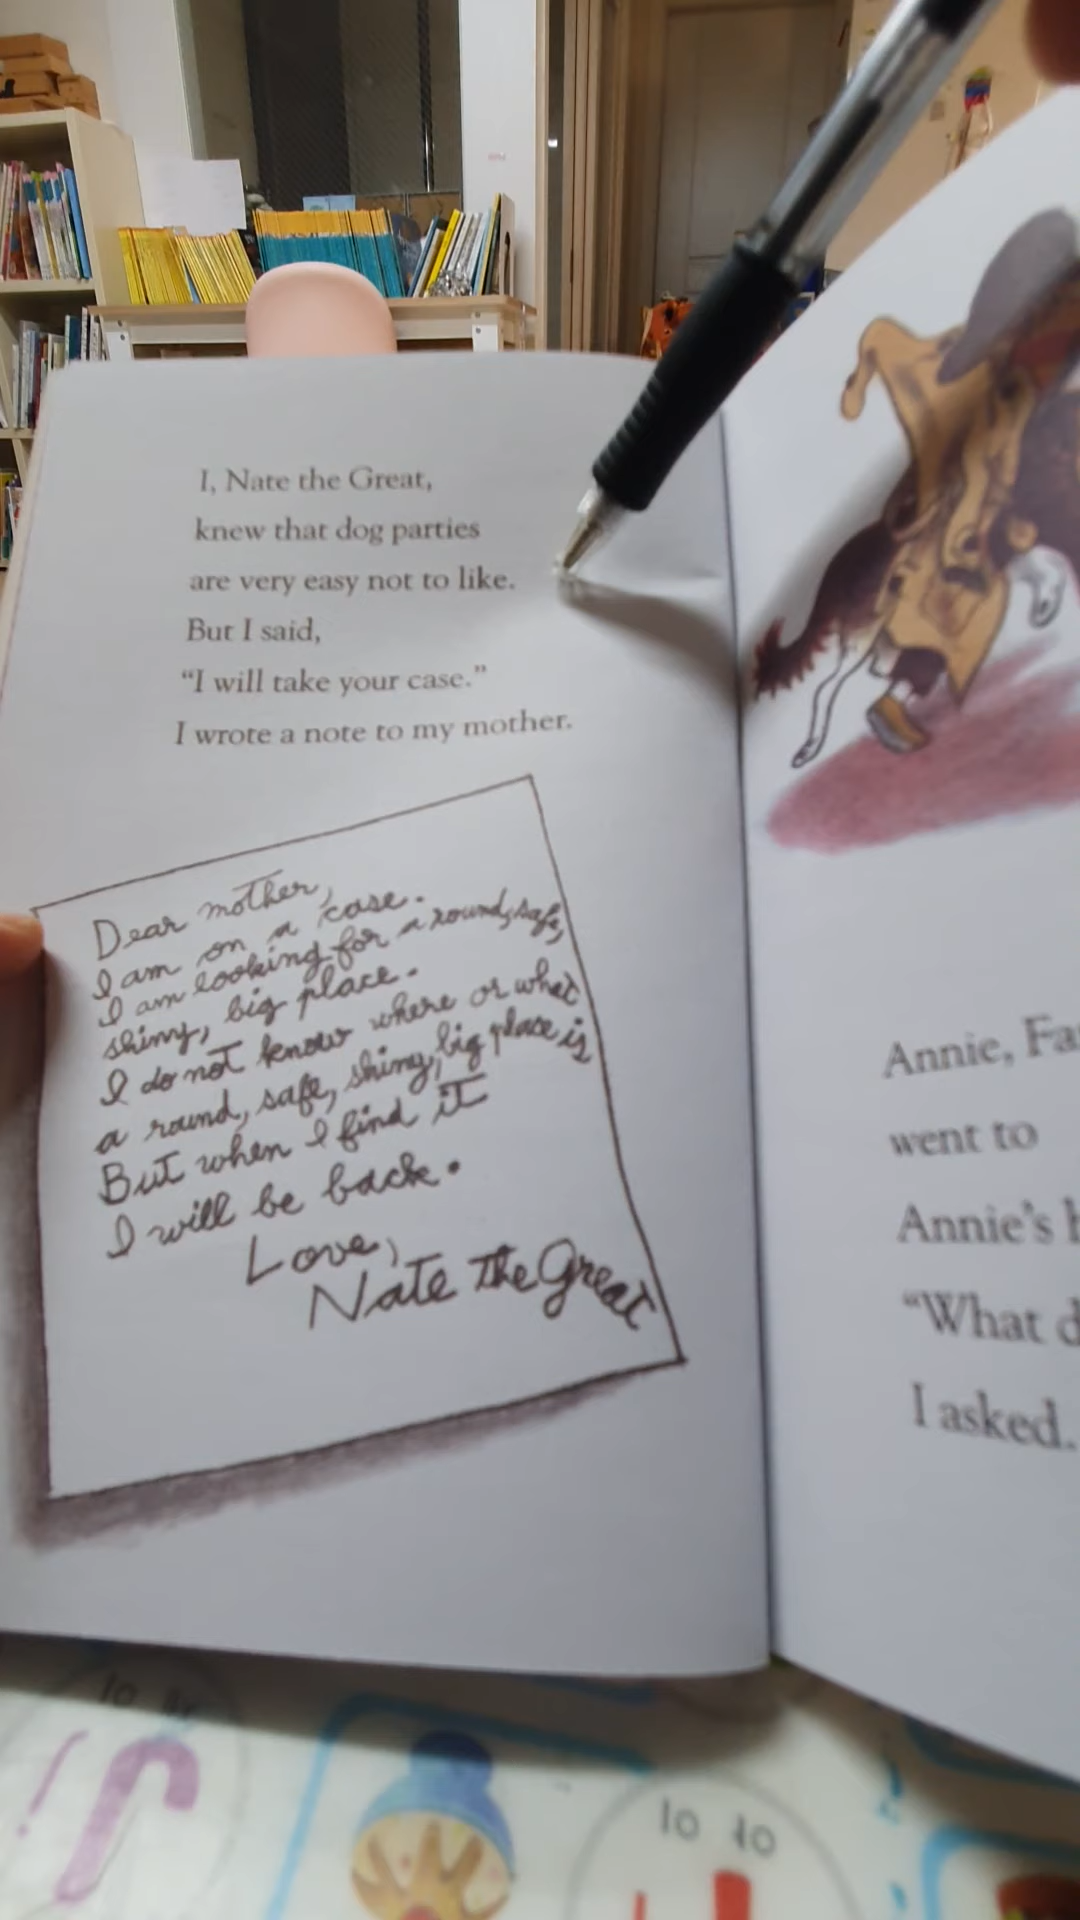 I, Nate the Great,
knew that dog parties
are very easy not to like.
But I said,
“I will take your case.”
I wrote a note to my mother.
Dear mother,
I am on a case.
I am looking for a round, safe,
shiny, big place.
I do not know where or what
a round, safe, shiny, big place is
But when I find it
I will be back.
Love,
Nate the Great
Annie, Fa
went to
Annie’s h
“What d
I asked.
10
10 10